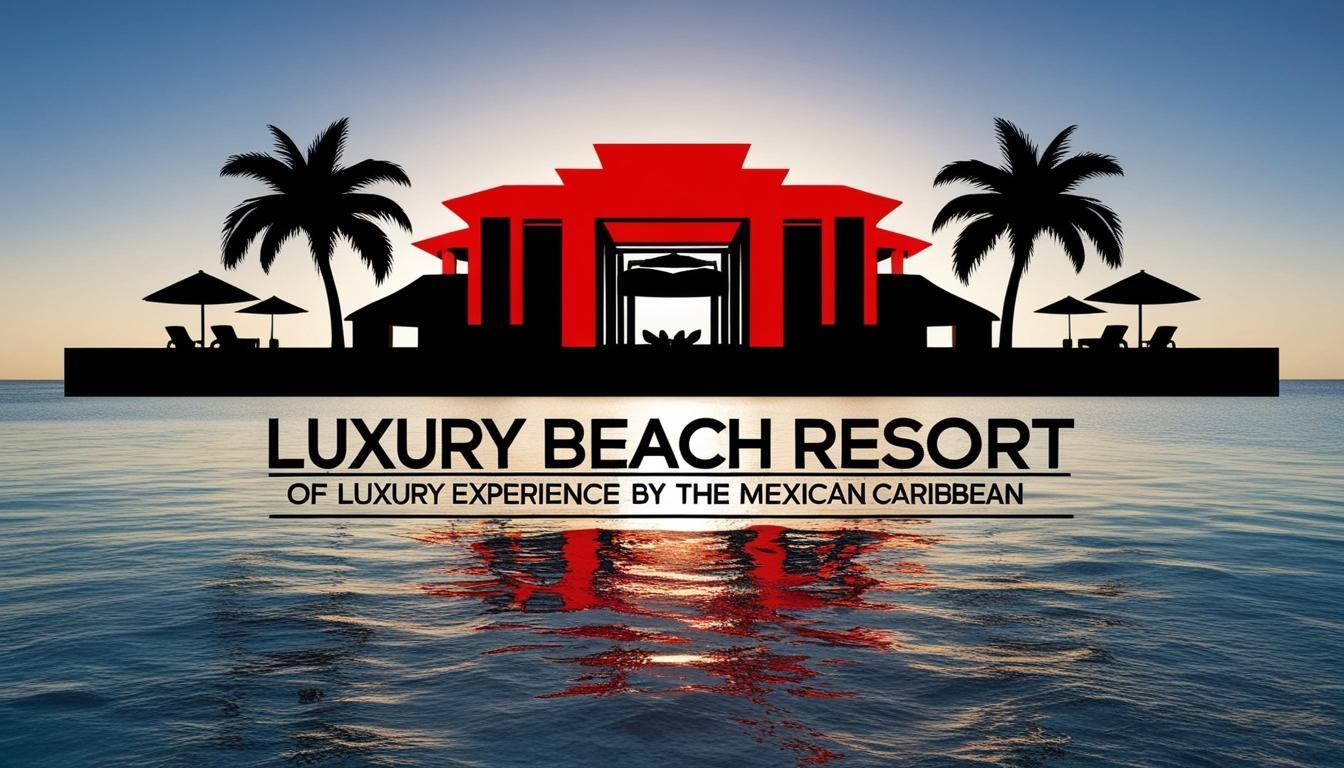 LUXURY BEACH RESORT
OF LUXURY EXPERIENCE BY THE MEXICAN CARIBBEAN